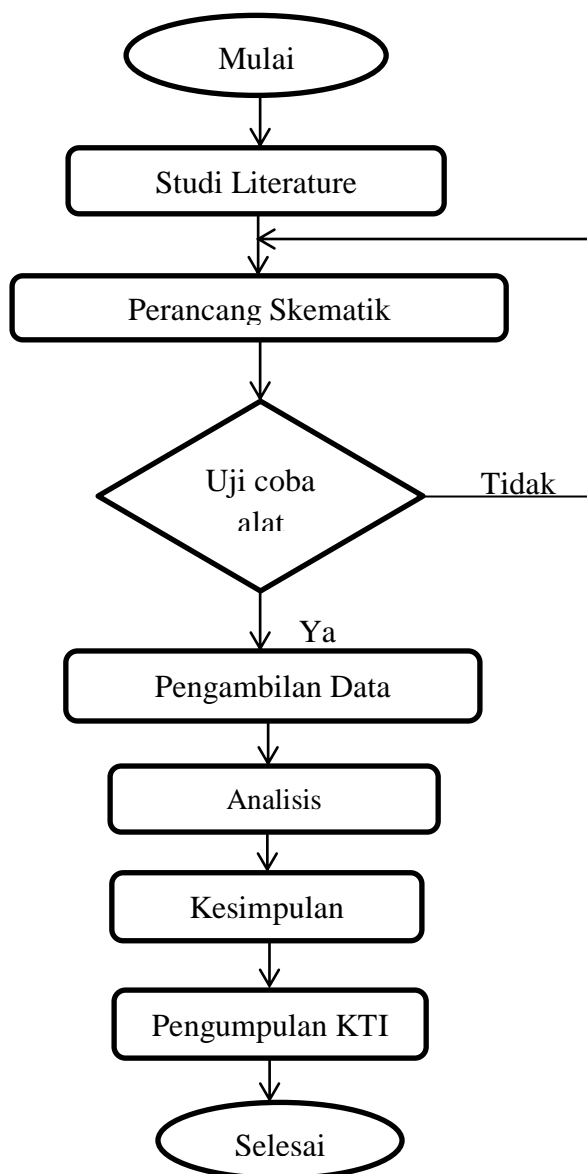 Mulai
Studi Literature
Perancang Skematik
Uji coba
alat
Tidak
Ya
Pengambilan Data
Analisis
Kesimpulan
Pengumpulan KTI
Selesai